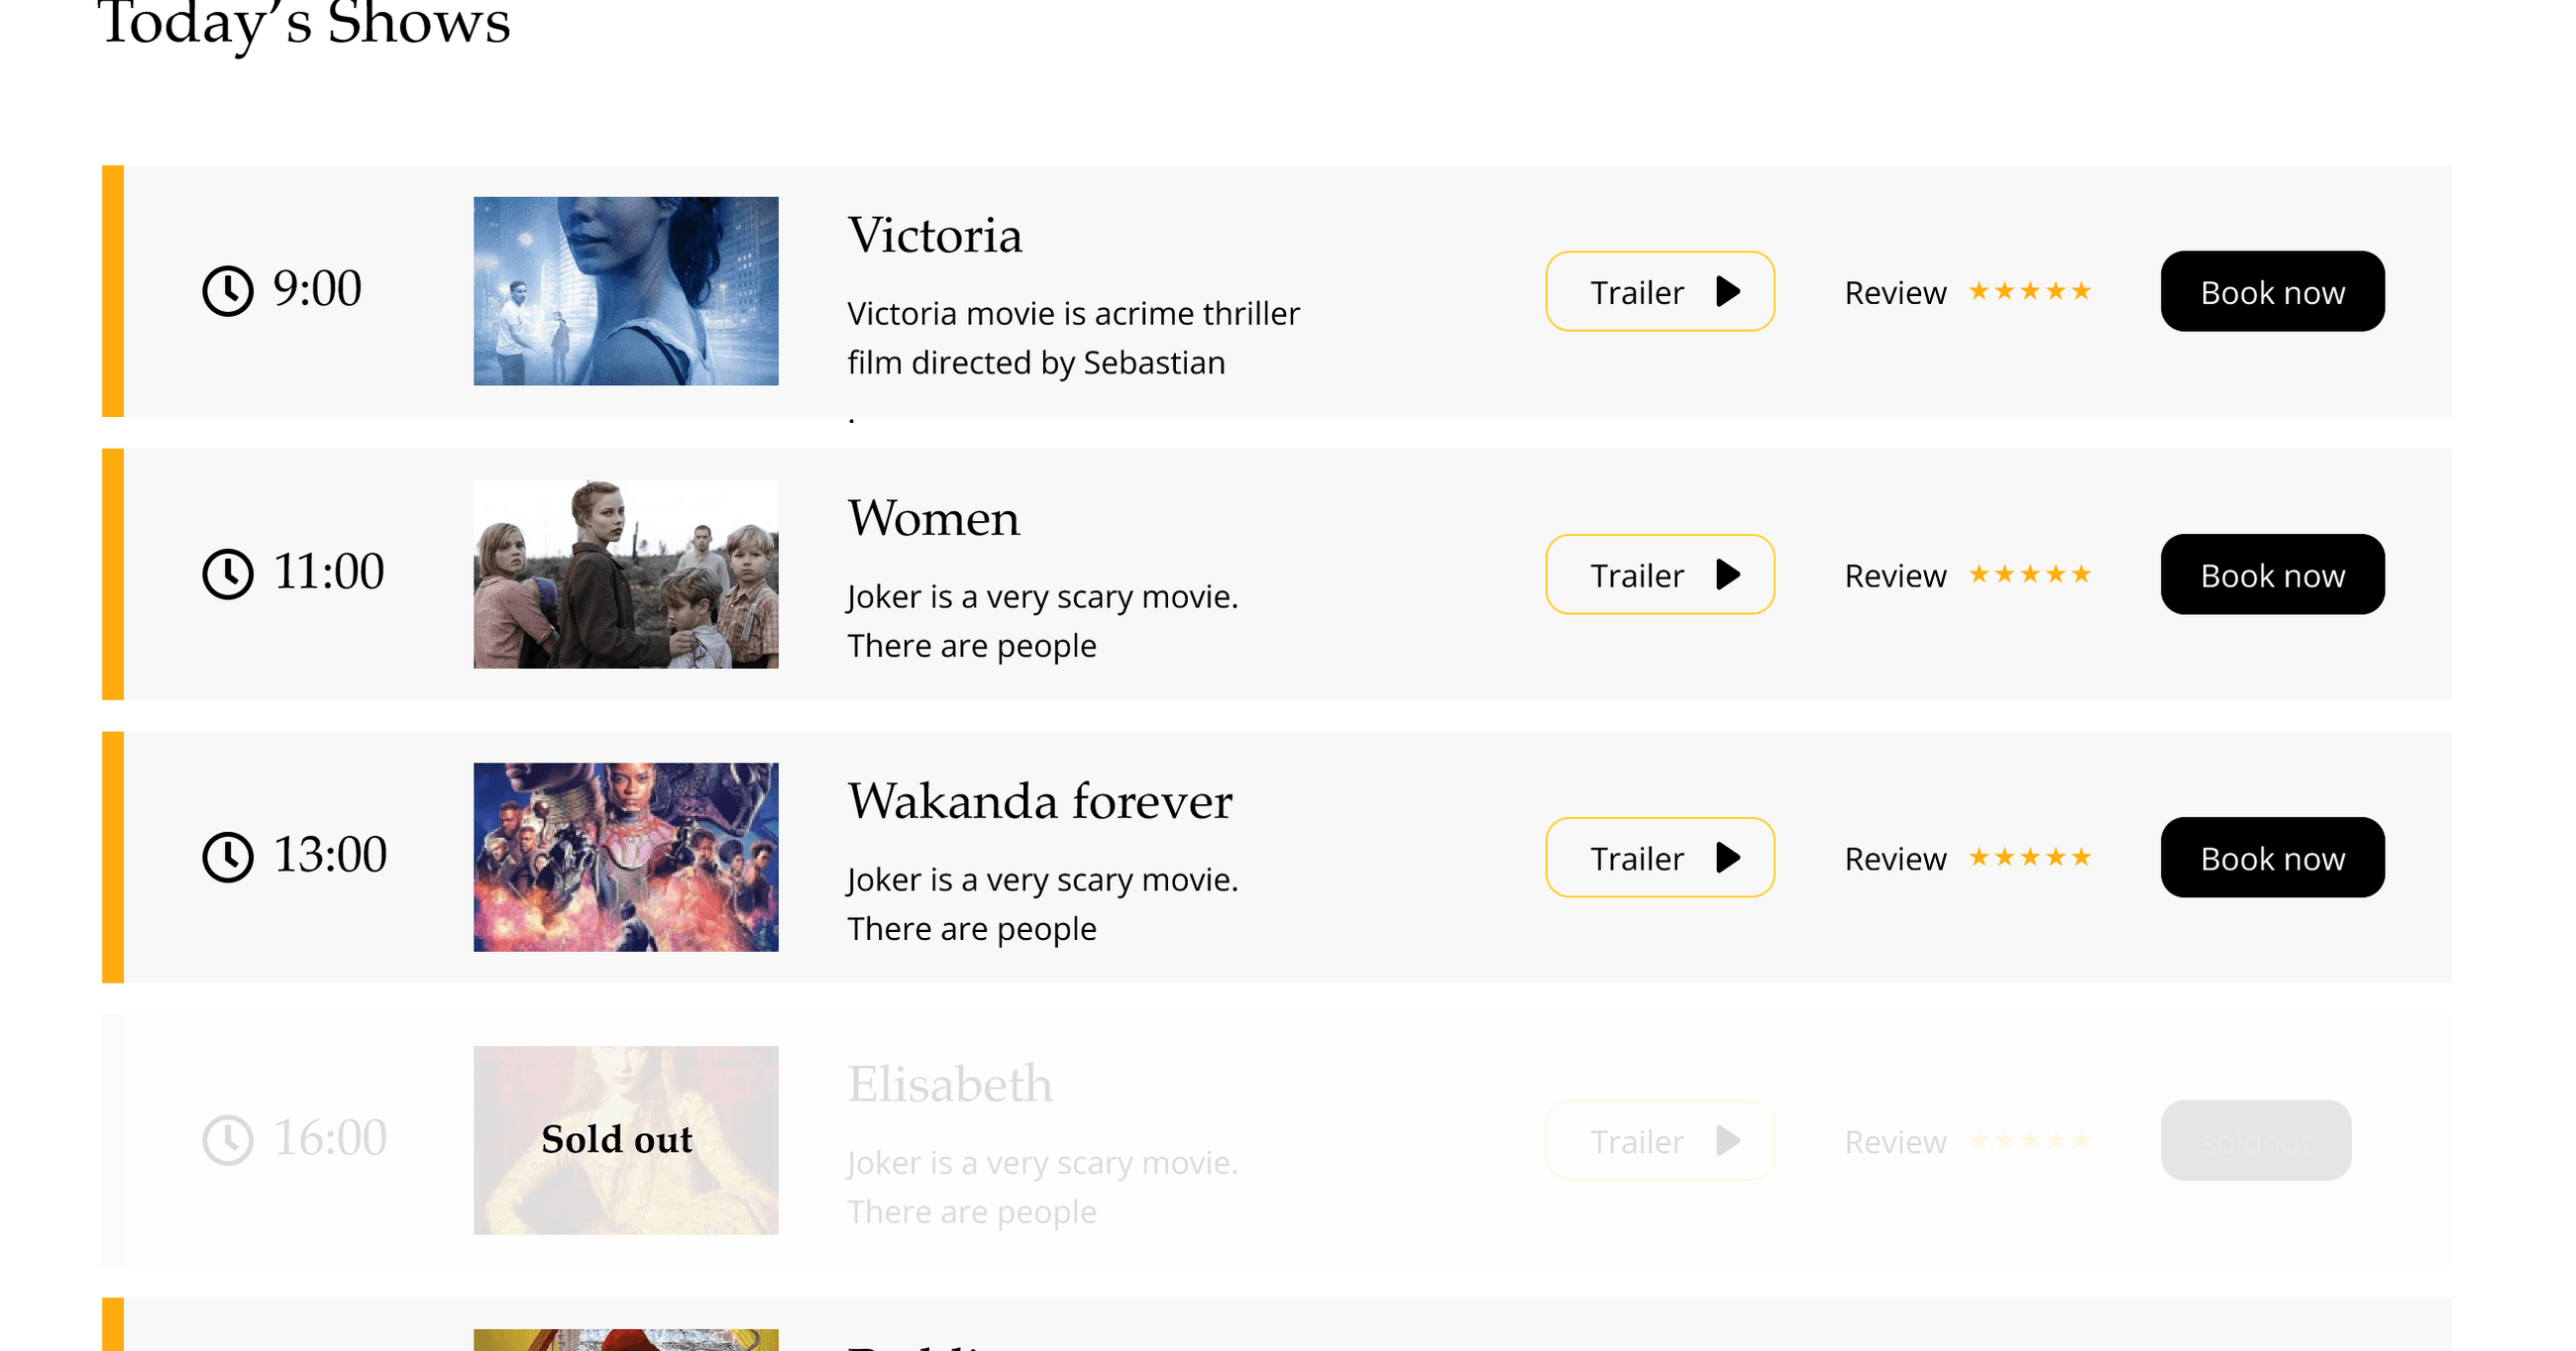 Today’s Shows
9:00
Victoria
Victoria movie is acrime thriller
film directed by Sebastian
.
Trailer
Review ★★★★★
Book now
11:00
Women
Joker is a very scary movie.
There are people
Trailer
Review ★★★★★
Book now
13:00
Wakanda forever
Joker is a very scary movie.
There are people
Trailer
Review ★★★★★
Book now
16:00
Sold out
Elisabeth
Joker is a very scary movie.
There are people
Trailer
Review ★★★★★
soldout